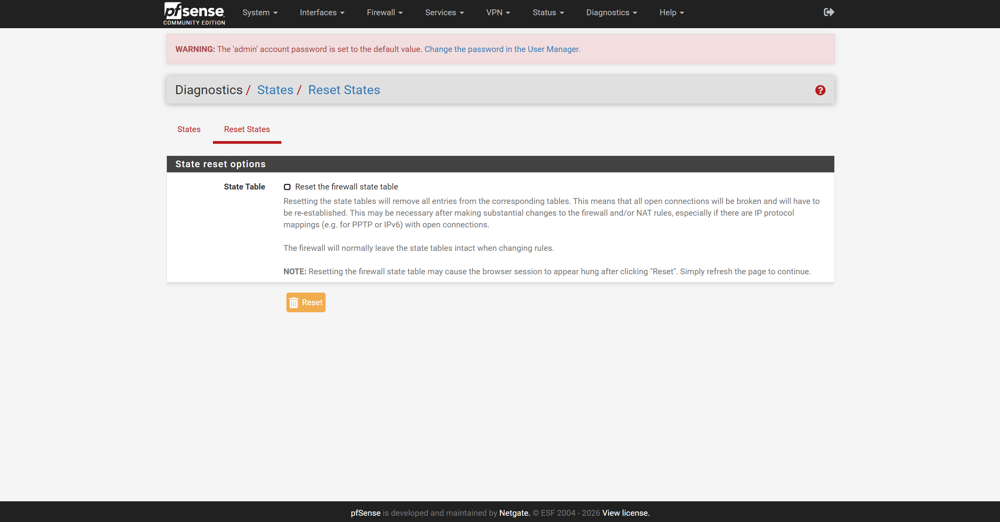 pfsense
COMMUNITY EDITION
System Interfaces Firewall Services VPN Status Diagnostics Help
WARNING: The 'admin' account password is set to the default value. Change the password in the User Manager.
Diagnostics / States / Reset States
States Reset States
State reset options
State Table Reset the firewall state table
Resetting the state tables will remove all entries from the corresponding tables. This means that all open connections will be broken and will have to
be re-established. This may be necessary after making substantial changes to the firewall and/or NAT rules, especially if there are IP protocol
mappings (e.g. for PPTP or IPv6) with open connections.
The firewall will normally leave the state tables intact when changing rules.
NOTE: Resetting the firewall state table may cause the browser session to appear hung after clicking "Reset". Simply refresh the page to continue.
Reset
pfSense is developed and maintained by Netgate. © ESF 2004 - 2026 View license.